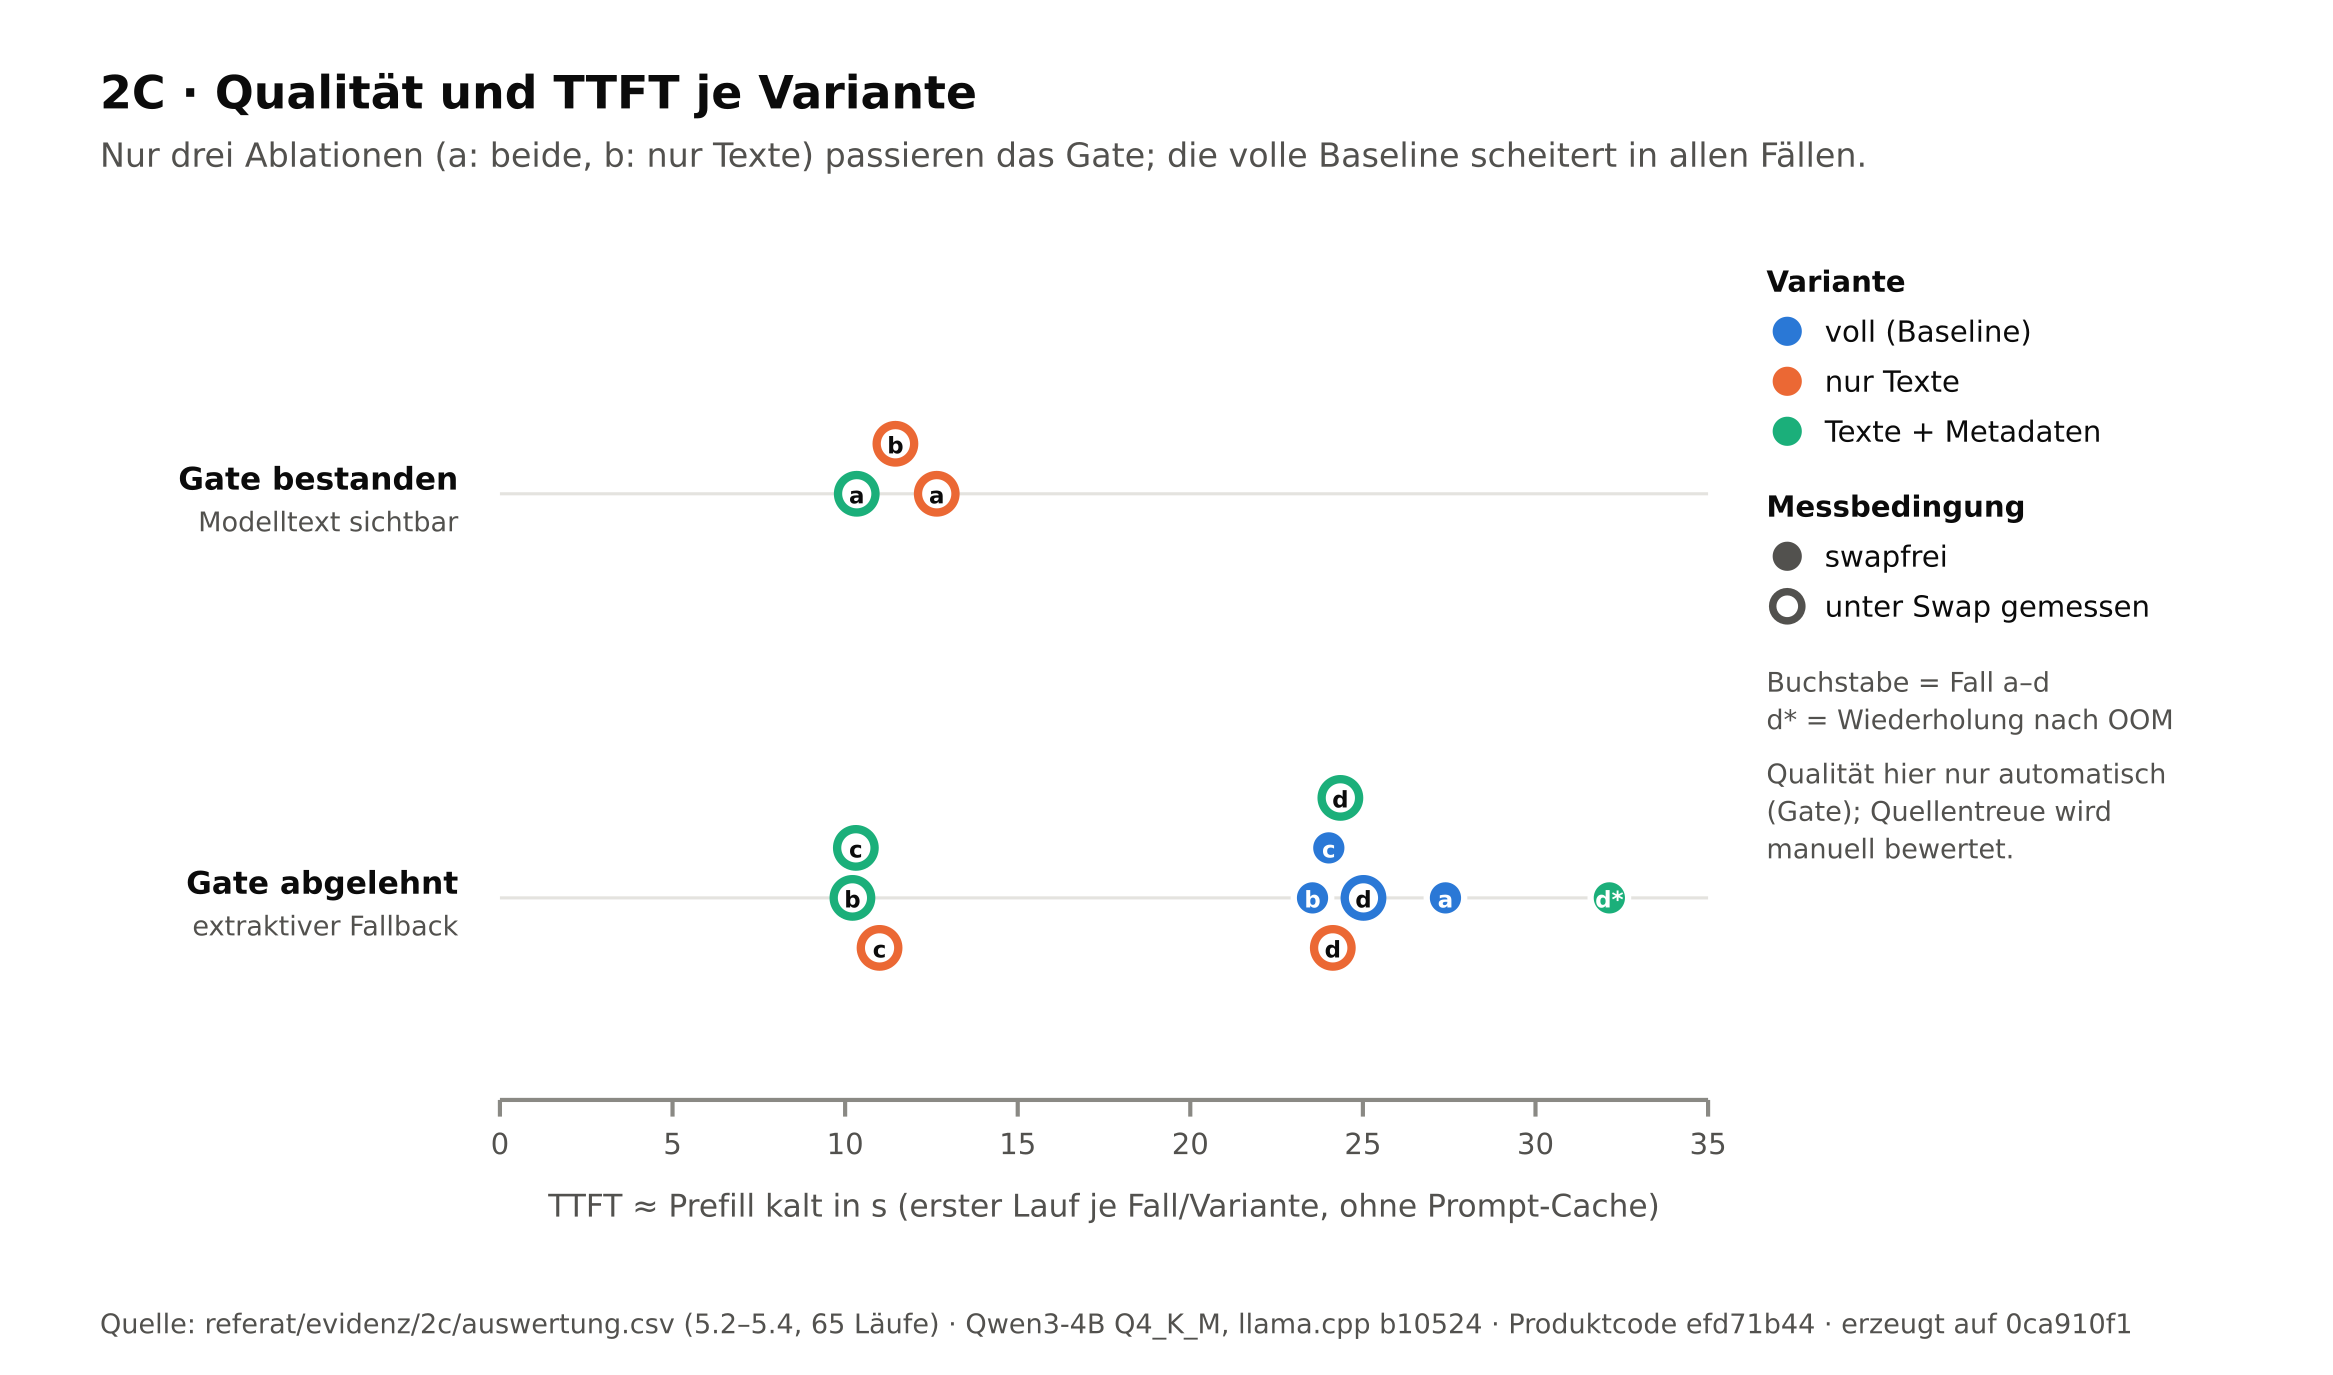 2C · Qualität und TTFT je Variante
Nur drei Ablationen (a: beide, b: nur Texte) passieren das Gate; die volle Baseline scheitert in allen Fällen.
Variante
voll (Baseline)
nur Texte
Texte + Metadaten
Messbedingung
swapfrei
unter Swap gemessen
Buchstabe = Fall a–d
d* = Wiederholung nach OOM
Qualität hier nur automatisch
(Gate); Quellentreue wird
manuell bewertet.
Gate bestanden
Modelltext sichtbar
b
a a
Gate abgelehnt
extraktiver Fallback
d
c c
b b d a d*
c d
0 5 10 15 20 25 30 35
TTFT ≈ Prefill kalt in s (erster Lauf je Fall/Variante, ohne Prompt-Cache)
Quelle: referat/evidenz/2c/auswertung.csv (5.2–5.4, 65 Läufe) · Qwen3-4B Q4_K_M, llama.cpp b10524 · Produktcode efd71b44 · erzeugt auf 0ca910f1